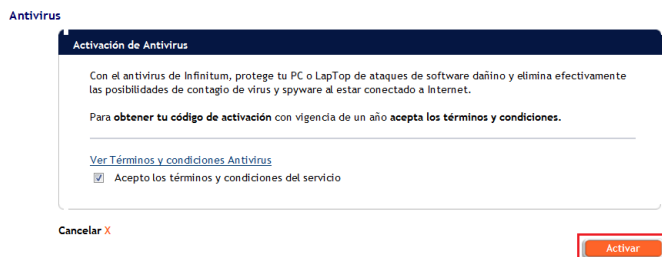 Antivirus
Activación de Antivirus
Con el antivirus de Infinitum, protege tu PC o LapTop de ataques de software dañino y elimina efectivamente
las posibilidades de contagio de virus y spyware al estar conectado a Internet.
Para obtener tu código de activación con vigencia de un año acepta los términos y condiciones.
Ver Términos y condiciones Antivirus
Acepto los términos y condiciones del servicio
Cancelar X
Activar